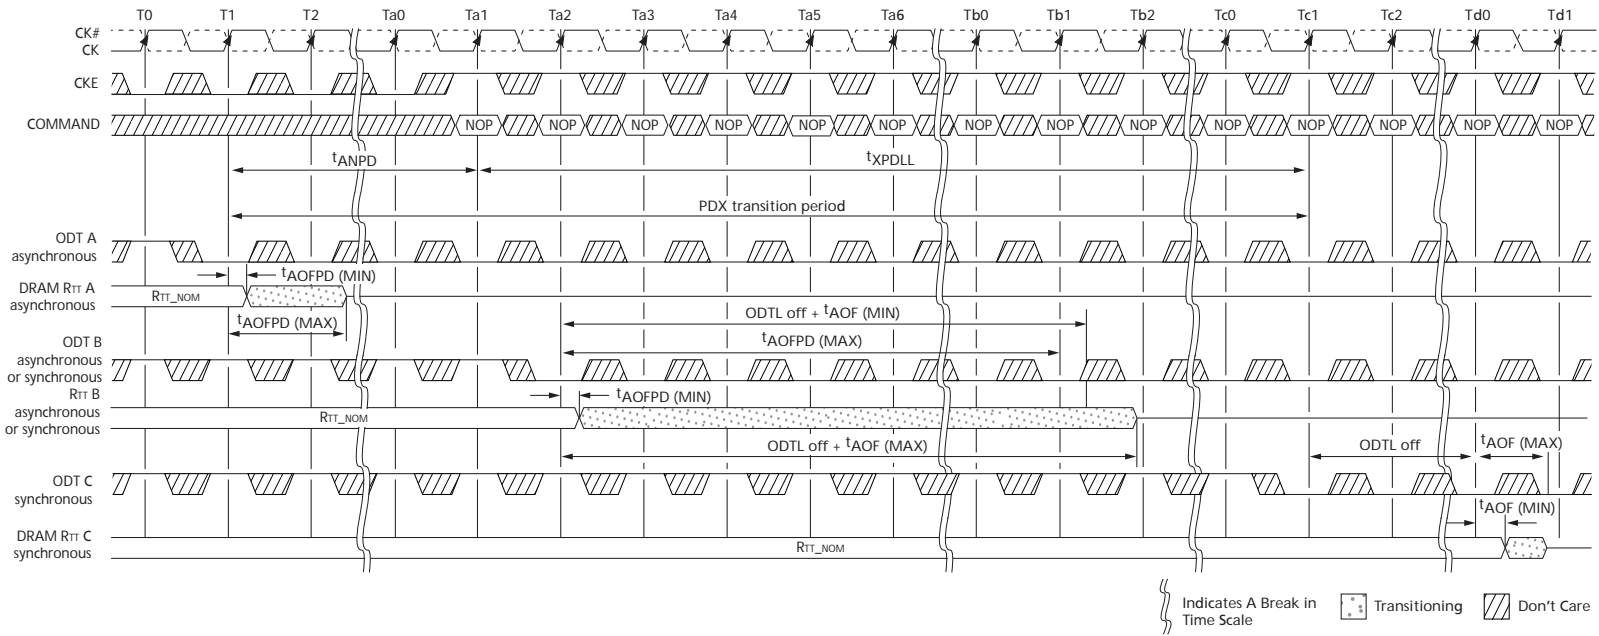 T0 T1 T2 Ta0 Ta1 Ta2 Ta3 Ta4 Ta5 Ta6 Tb0 Tb1 Tb2 Tc0 Tc1 Tc2 Td0 Td1
CK#
CK
CKE
COMMAND NOP NOP NOP NOP NOP NOP NOP NOP NOP NOP NOP NOP NOP NOP
tANPD tXPDLL
PDX transition period
ODT A
asynchronous
tAOFPD (MIN)
DRAM RTT A
asynchronous
RTT_NOM
tAOFPD (MAX)
ODTL off + tAOF (MIN)
tAOFPD (MAX)
ODT B
asynchronous
or synchronous
tAOFPD (MIN)
RTT B
asynchronous
or synchronous
RTT_NOM
ODTL off + tAOF (MAX)
ODTL off tAOF (MAX)
ODT C
synchronous
tAOF (MIN)
DRAM RTT C
synchronous
RTT_NOM
Indicates A Break in
Time Scale
Transitioning Don't Care